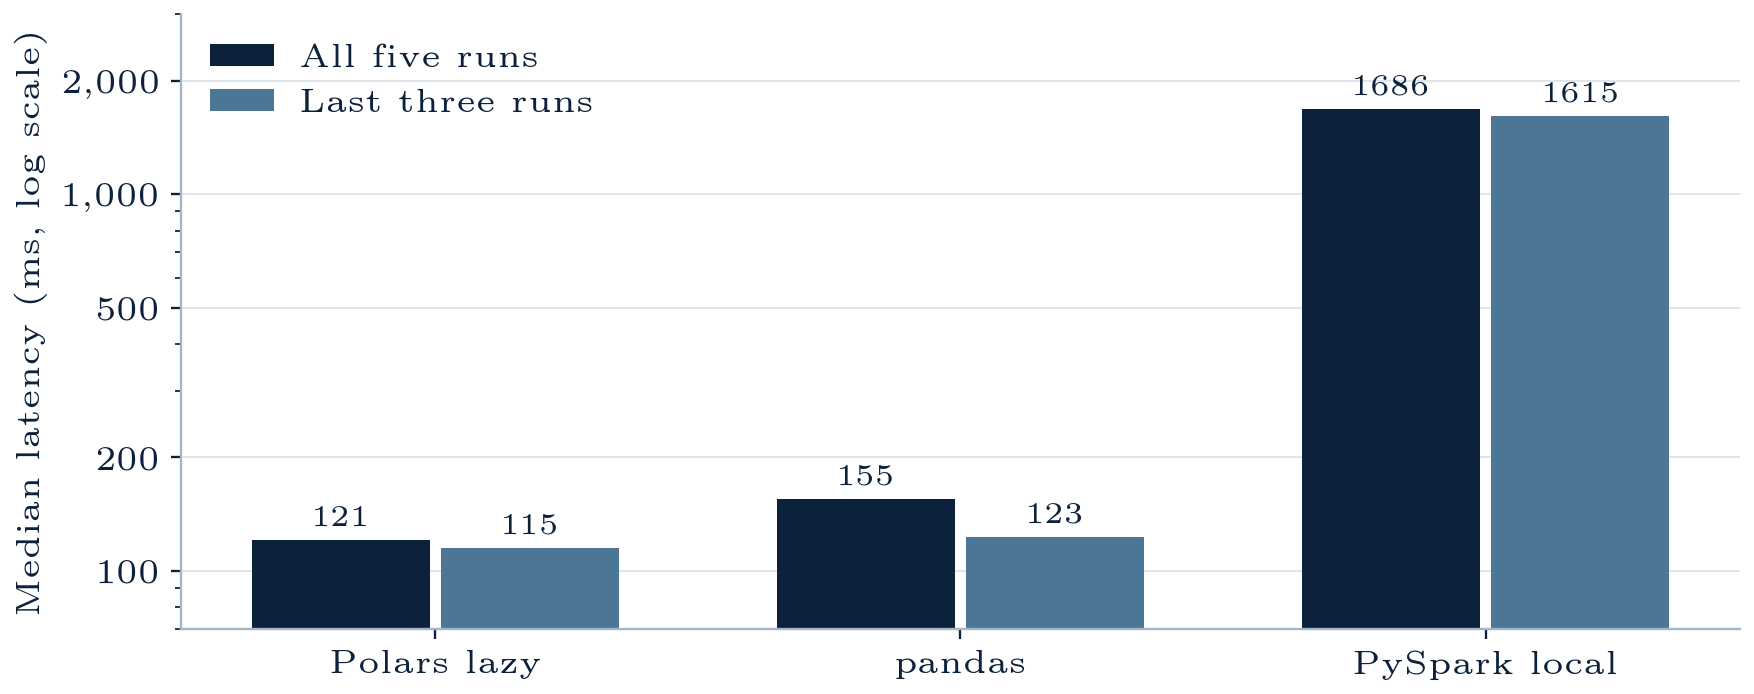 Median latency (ms, log scale)
2,000
1,000
500
200
100
All five runs
Last three runs
121
115
155
123
1686
1615
Polars lazy
pandas
PySpark local